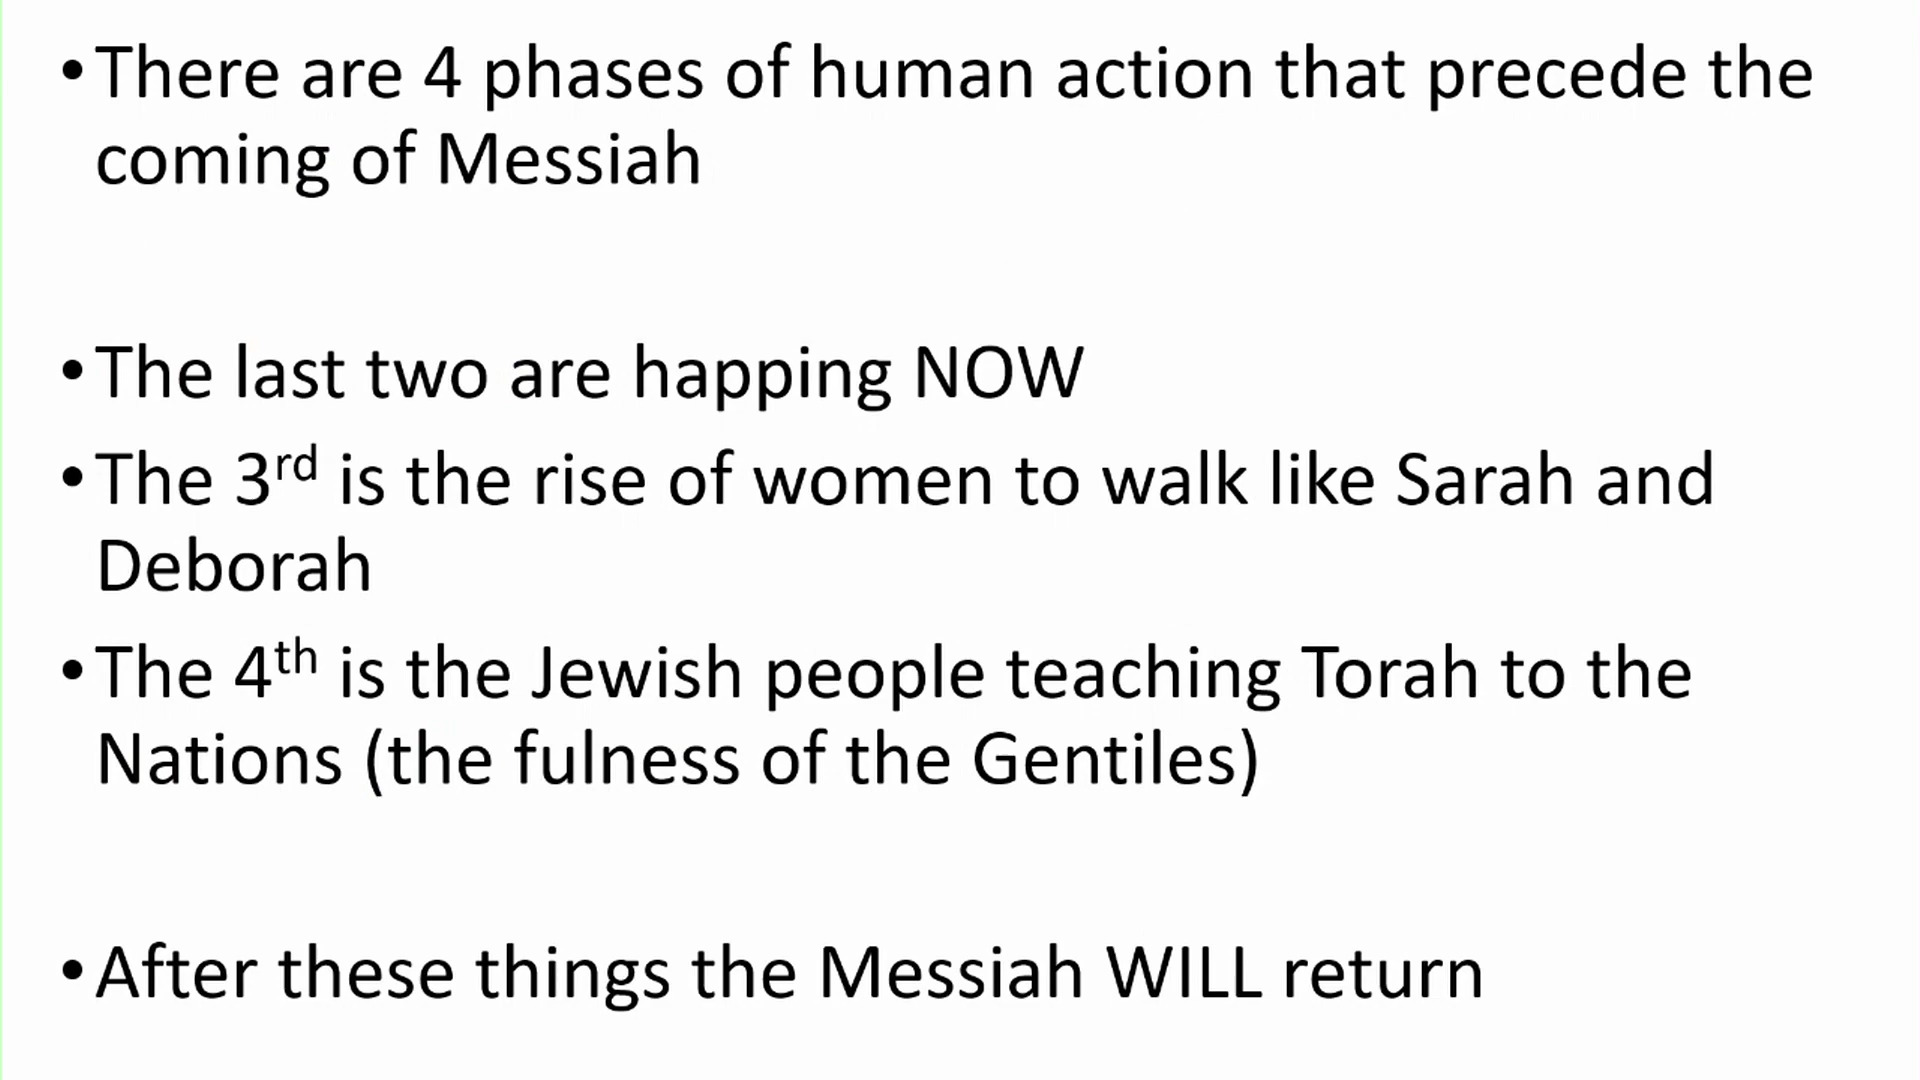 •There are 4 phases of human action that precede the
coming of Messiah
•The last two are happing NOW
•The 3rd is the rise of women to walk like Sarah and
Deborah
•The 4th is the Jewish people teaching Torah to the
Nations (the fulness of the Gentiles)
•After these things the Messiah WILL return